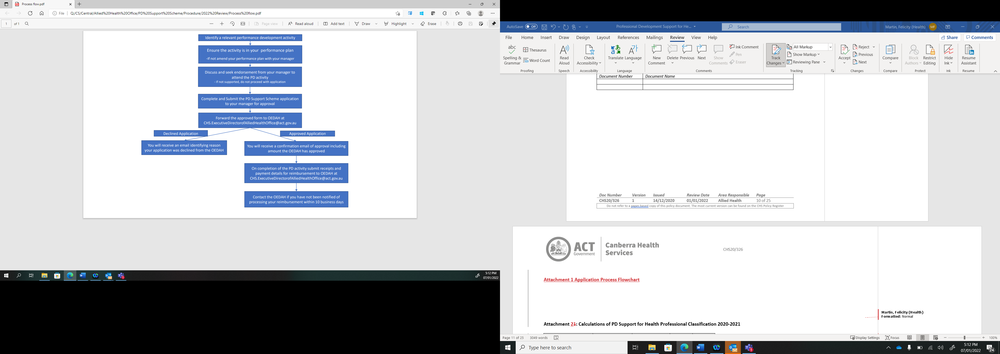 Process flow.pdf
File
Q:/CS/Central/Allied%20Health%20Office/PD%20Support%20Scheme/Procedure/2022%20Review/Process%20flow.pdf
1 of 1
Page view
Read aloud
Add text
Draw
Highlight
Erase
Identify a relevant performance development activity
Ensure the activity is in your performance plan
-If not amend your performance plan with your manager
Discuss and seek endorsement from your manager to
attend the PD activity
- If not supported, do not proceed with application
Complete and Submit the PD Support Scheme application
to your manager for approval
Forward the approved form to OEDAH at
CHS.ExecutiveDirectorofAlliedHealthOffice@act.gov.au
Declined Application
Approved Application
You will receive an email identifying reason
your application was declined from the OEDAH
You will receive a confirmation email of approval including
amount the OEDAH has approved
On completion of the PD activity submit receipts and
payment details for reimbursement to OEDAH at
CHS.ExecutiveDirectorofAlliedHealthOffice@act.gov.au
Contact the OEDAH if you have not been notified of
processing your reimbursement within 10 business days
5:12 PM
07/01/2022
AutoSave Off
Professional Development Support for He...
Search
Martin, Felicity (Health) MF
File Home Insert Draw Design Layout References Mailings Review View Help
Share Comments
abc
Spelling &
Grammar
Thesaurus
Word Count
Proofing
Read
Aloud
Speech
Check
Accessibility
Accessibility
Translate
Language
Language
New
Comment
Delete
Previous
Next
Show
Comments
Ink Comment
Pen
Eraser
Comments
Track
Changes
All Markup
Show Markup
Reviewing Pane
Tracking
Accept
Reject
Previous
Next
Changes
Compare
Compare
Block
Authors
Restrict
Editing
Protect
Hide
Ink
Ink
Resume
Assistant
Resume
Document Number Document Name
Doc Number Version Issued Review Date Area Responsible Page
CHS20/326 1 14/12/2020 01/01/2022 Allied Health 10 of 25
Do not refer to a paper based copy of this policy document. The most current version can be found on the CHS Policy Register
ACT
Government
Canberra Health
Services
CHS20/326
Attachment 1 Application Process Flowchart
Martin, Felicity (Health)
Formatted: Normal
Attachment 21: Calculations of PD Support for Health Professional Classification 2020-2021
Page 11 of 25 3049 words
Display Settings Focus
100%
Type here to search
5:12 PM
07/01/2022
24